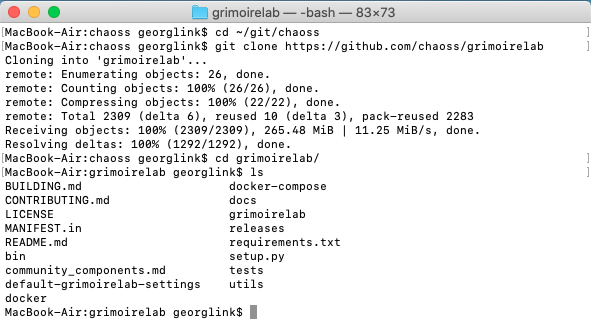 grimoirelab — -bash — 83×73
[MacBook-Air:chaoss georglink$ cd ~/git/chaoss ]
[MacBook-Air:chaoss georglink$ git clone https://github.com/chaoss/grimoirelab ]
Cloning into 'grimoirelab'...
remote: Enumerating objects: 26, done.
remote: Counting objects: 100% (26/26), done.
remote: Compressing objects: 100% (22/22), done.
remote: Total 2309 (delta 6), reused 10 (delta 3), pack-reused 2283
Receiving objects: 100% (2309/2309), 265.48 MiB | 11.25 MiB/s, done.
Resolving deltas: 100% (1292/1292), done.
[MacBook-Air:chaoss georglink$ cd grimoirelab/ ]
[MacBook-Air:grimoirelab georglink$ ls ]
BUILDING.md docker-compose
CONTRIBUTING.md docs
LICENSE grimoirelab
MANIFEST.in releases
README.md requirements.txt
bin setup.py
community_components.md tests
default-grimoirelab-settings utils
docker
MacBook-Air:grimoirelab georglink$